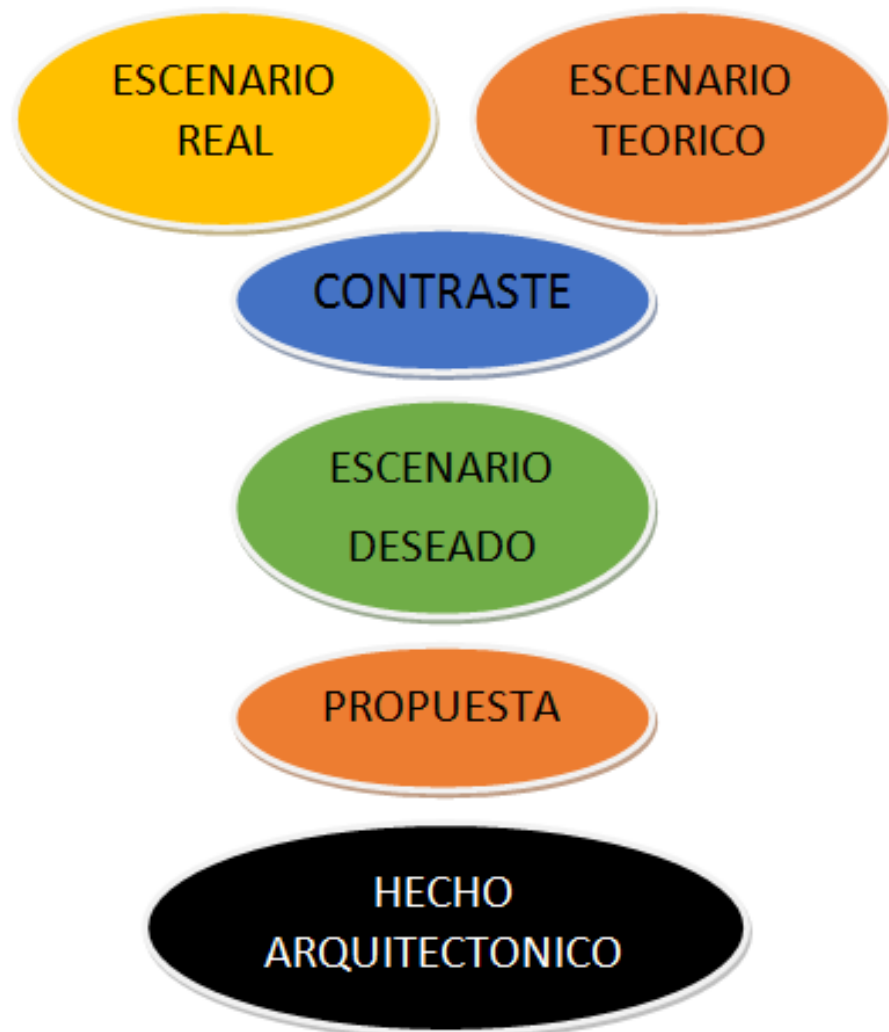 ESCENARIO
REAL
ESCENARIO
TEORICO
CONTRASTE
ESCENARIO
DESEADO
PROPUESTA
HECHO
ARQUITECTONICO